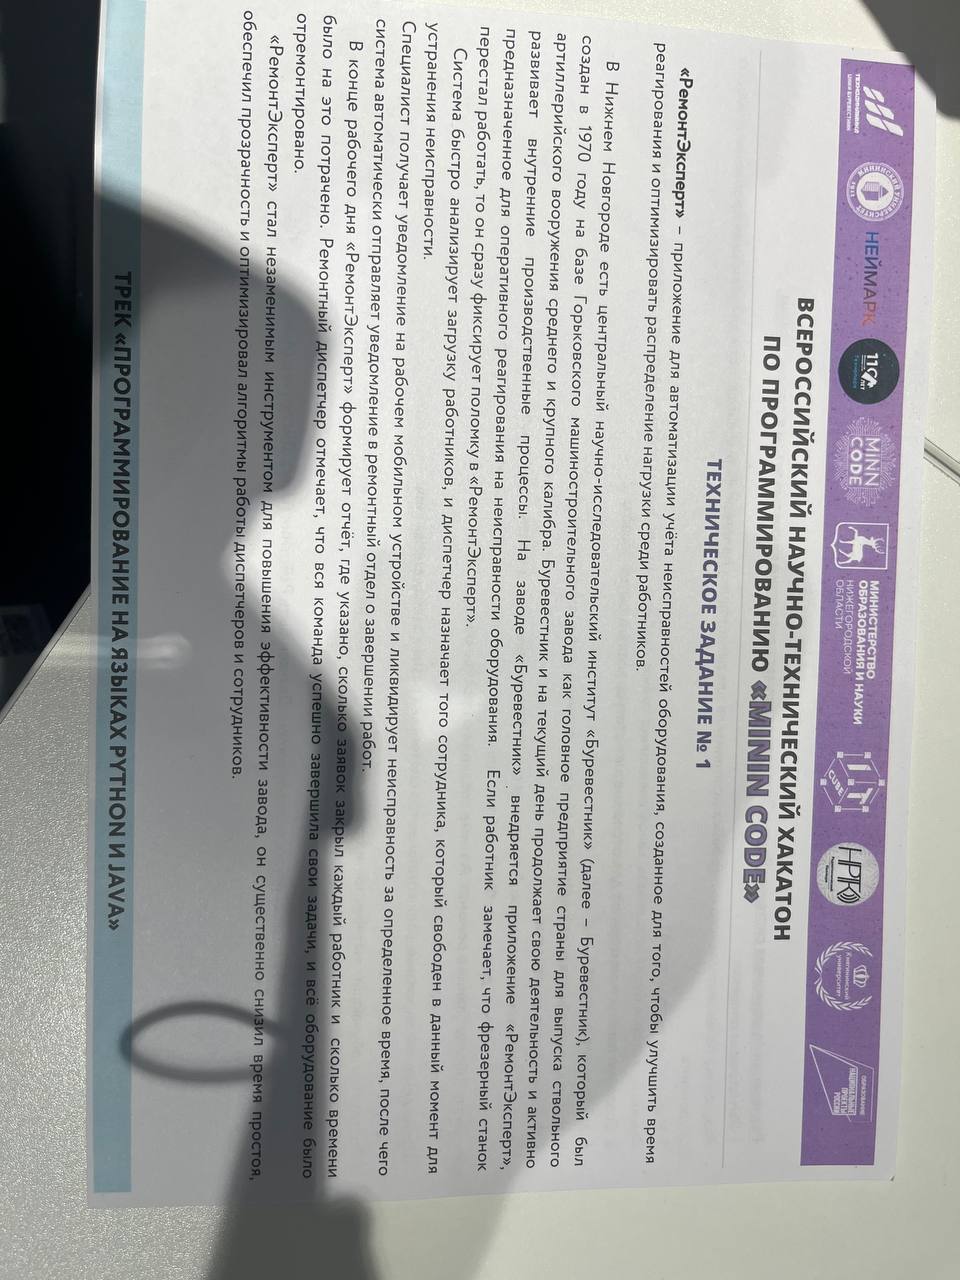 ТЕХНОДИНАМИКА
ЦНИИ БУРЕВЕСТНИК
МИНИНСКИЙ УНИВЕРСИТЕТ
1911
НЕЙМАРК
110 ЛЕТ
Технопарк
MININ
CODE
МИНИСТЕРСТВО
ОБРАЗОВАНИЯ И НАУКИ
НИЖЕГОРОДСКОЙ
ОБЛАСТИ
IT
CUBE
НРТК
Княгининский
университет
ОБРАЗОВАНИЕ
НАЦИОНАЛЬНЫЕ
ПРОЕКТЫ
РОССИИ
ВСЕРОССИЙСКИЙ НАУЧНО-ТЕХНИЧЕСКИЙ ХАКАТОН
ПО ПРОГРАММИРОВАНИЮ «MININ CODE»
ТЕХНИЧЕСКОЕ ЗАДАНИЕ № 1
«РемонтЭксперт» – приложение для автоматизации учёта неисправностей оборудования, созданное для того, чтобы улучшить время
реагирования и оптимизировать распределение нагрузки среди работников.
В Нижнем Новгороде есть центральный научно-исследовательский институт «Буревестник» (далее – Буревестник), который был
создан в 1970 году на базе Горьковского машиностроительного завода как головное предприятие страны для выпуска ствольного
артиллерийского вооружения среднего и крупного калибра. Буревестник и на текущий день продолжает свою деятельность и активно
развивает внутренние производственные процессы. На заводе «Буревестник» внедряется приложение «РемонтЭксперт»,
предназначенное для оперативного реагирования на неисправности оборудования. Если работник замечает, что фрезерный станок
перестал работать, то он сразу фиксирует поломку в «РемонтЭксперт».
Система быстро анализирует загрузку работников, и диспетчер назначает того сотрудника, который свободен в данный момент для
устранения неисправности.
Специалист получает уведомление на рабочем мобильном устройстве и ликвидирует неисправность за определенное время, после чего
система автоматически отправляет уведомление в ремонтный отдел о завершении работ.
В конце рабочего дня «РемонтЭксперт» формирует отчёт, где указано, сколько заявок закрыл каждый работник и сколько времени
было на это потрачено. Ремонтный диспетчер отмечает, что вся команда успешно завершила свои задачи, и всё оборудование было
отремонтировано.
«РемонтЭксперт» стал незаменимым инструментом для повышения эффективности завода, он существенно снизил время простоя,
обеспечил прозрачность и оптимизировал алгоритмы работы диспетчеров и сотрудников.
ТРЕК «ПРОГРАММИРОВАНИЕ НА ЯЗЫКАХ PYTHON И JAVA»